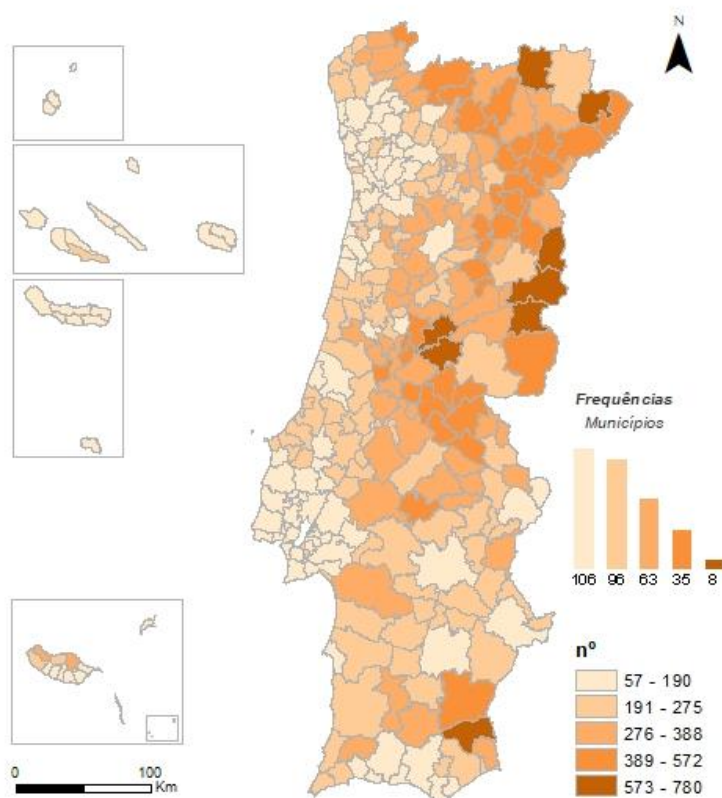 N
Frequências
Municípios
106 96 63 35 8
nº
57 - 190
191 - 275
276 - 388
389 - 572
573 - 780
0 100
Km